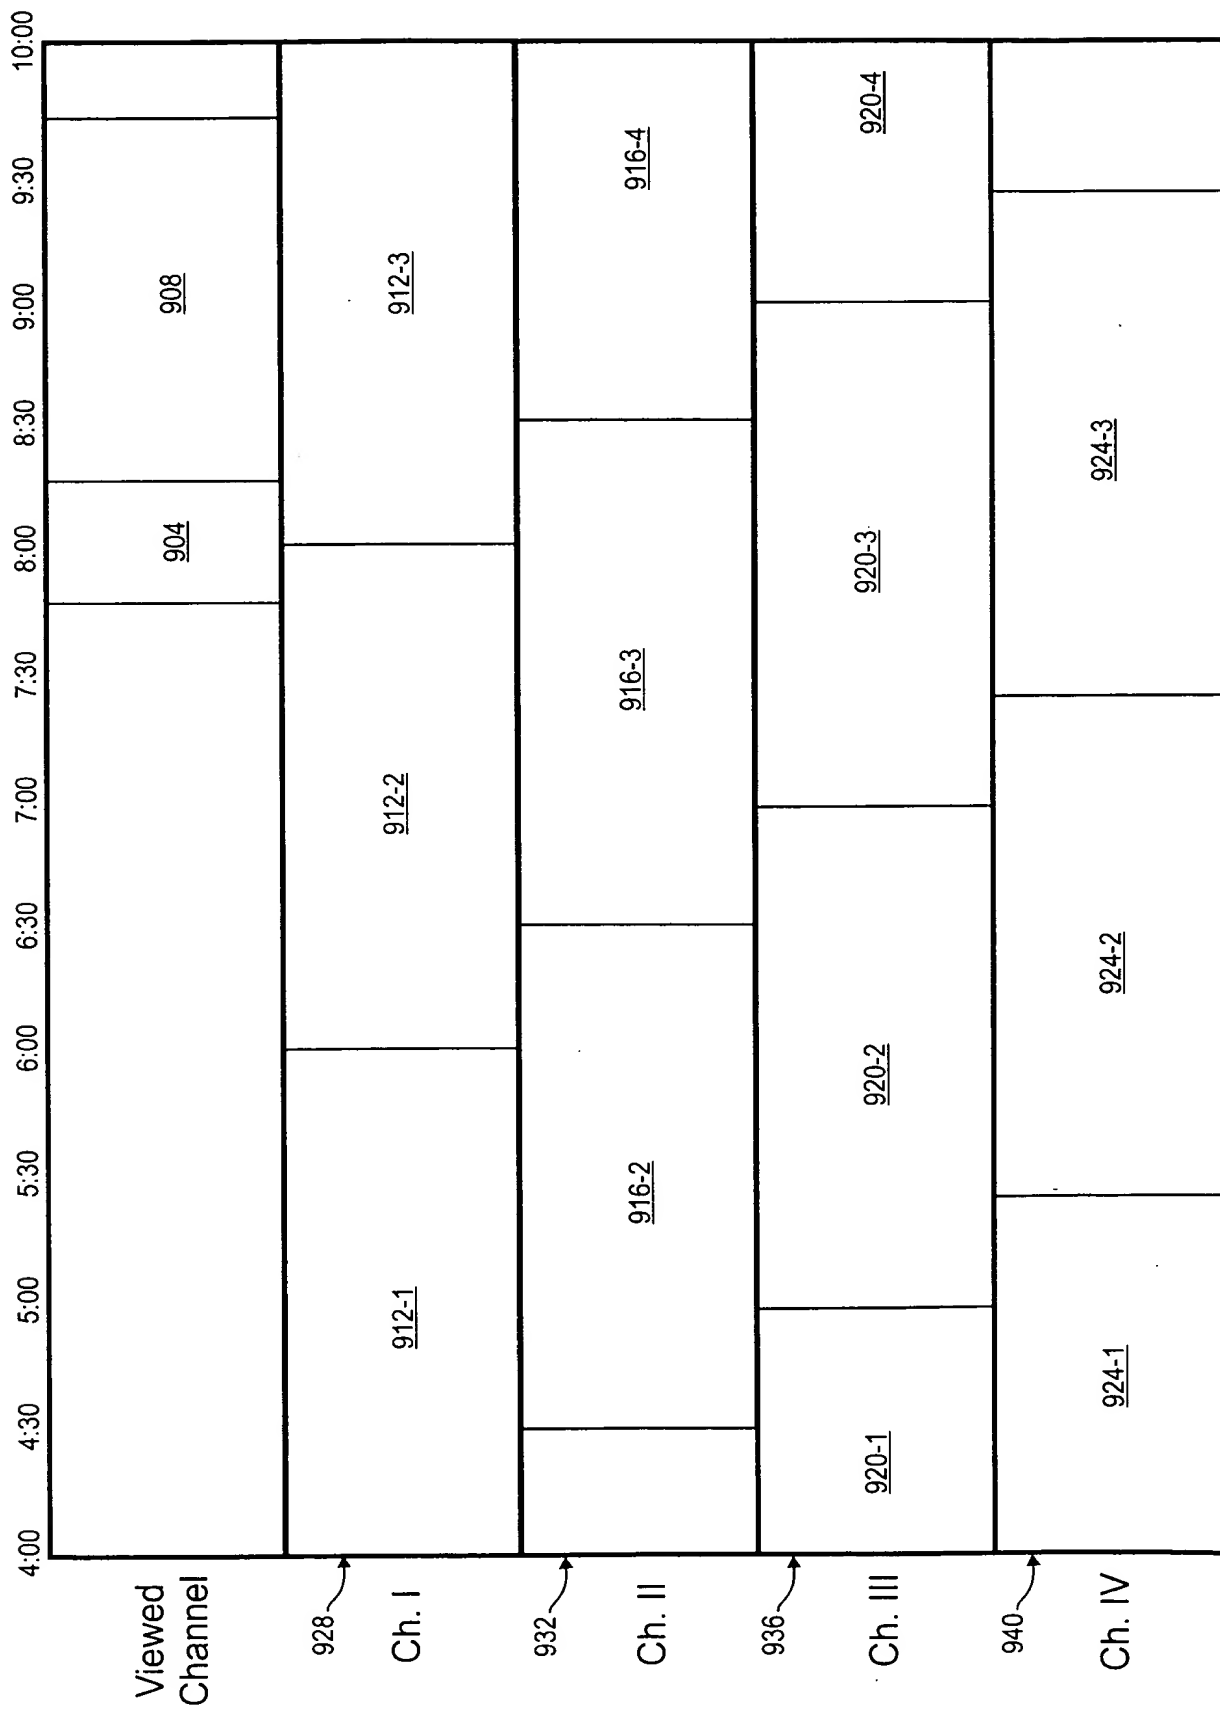 4:00 4:30 5:00 5:30 6:00 6:30 7:00 7:30 8:00 8:30 9:00 9:30 10:00
Viewed
Channel
904 908
928
Ch. I
912-1 912-2 912-3
932
Ch. II
916-2 916-3 916-4
936
Ch. III
920-1 920-2 920-3 920-4
940
Ch. IV
924-1 924-2 924-3